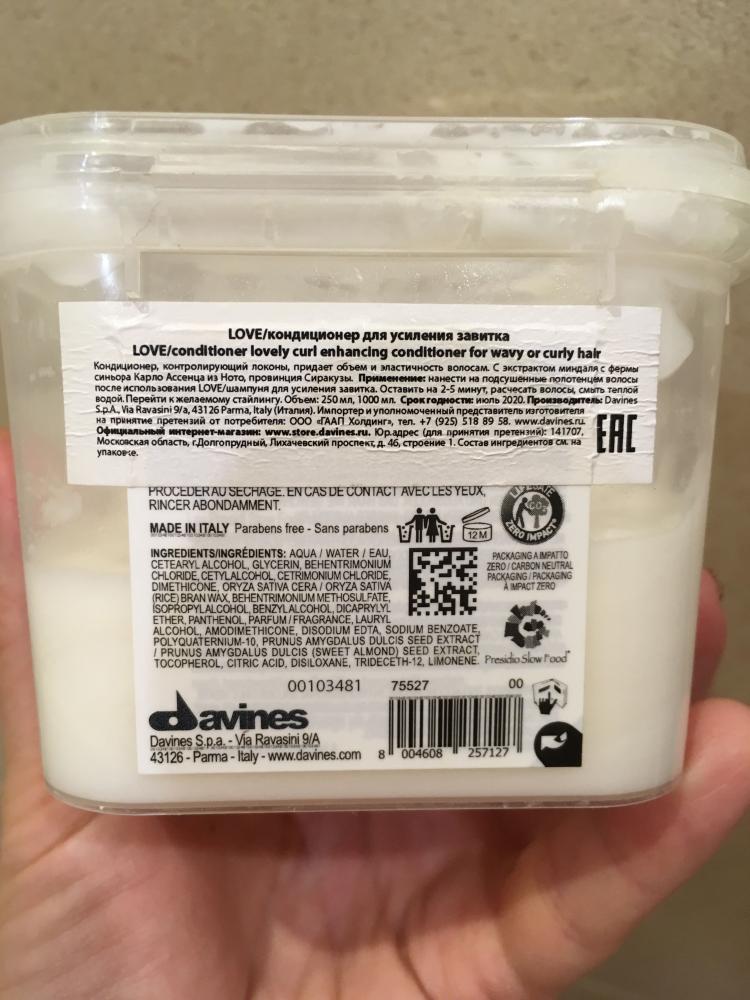 LOVE/кондиционер для усиления завитка
LOVE/conditioner lovely curl enhancing conditioner for wavy or curly hair
Кондиционер, контролирующий локоны, придает объем и эластичность волосам. С экстрактом миндаля с фермы
синьора Карло Ассенца из Ното, провинция Сиракузы. Применение: нанести на подсушенные полотенцем волосы
после использования LOVE/шампуня для усиления завитка. Оставить на 2-5 минут, расчесать волосы, смыть теплой
водой. Перейти к желаемому стайлингу. Объем: 250 мл, 1000 мл. Срок годности: июль 2020. Производитель: Davines
S.p.A., Via Ravasini 9/a, 43126 Parma, Italy (Италия). Импортер и уполномоченный представитель изготовителя
на принятие претензий от потребителя: ООО «ГААП Холдинг», тел. +7 (925) 518 89 58. www.davines.ru.
Официальный интернет-магазин: www.store.davines.ru. Юр.адрес (для принятия претензий): 141707,
Московская область, г.Долгопрудный, Лихачевский проспект, д. 46, строение 1. Состав ингредиентов см. на
упаковке.
EAC
PROCÉDER AU SÉCHAGE. EN CAS DE CONTACT AVEC LES YEUX,
RINCER ABONDAMMENT.
MADE IN ITALY Parabens free - Sans parabens
12 M
LIFEGATE
CO2
ZERO IMPACT
INGREDIENTS/INGRÉDIENTS: AQUA / WATER / EAU,
CETEARYL ALCOHOL, GLYCERIN, BEHENTRIMONIUM
CHLORIDE, CETYL ALCOHOL, CETRIMONIUM CHLORIDE,
DIMETHICONE, ORYZA SATIVA CERA / ORYZA SATIVA
(RICE) BRAN WAX, BEHENTRIMONIUM METHOSULFATE,
ISOPROPYL ALCOHOL, BENZYL ALCOHOL, DICAPRYLYL
ETHER, PANTHENOL, PARFUM / FRAGRANCE, LAURYL
ALCOHOL, AMODIMETHICONE, DISODIUM EDTA, SODIUM BENZOATE,
POLYQUATERNIUM-10, PRUNUS AMYGDALUS DULCIS SEED EXTRACT
/ PRUNUS AMYGDALUS DULCIS (SWEET ALMOND) SEED EXTRACT,
TOCOPHEROL, CITRIC ACID, DISILOXANE, TRIDECETH-12, LIMONENE.
PACKAGING A IMPATTO
ZERO / CARBON NEUTRAL
PACKAGING / PACKAGING
À IMPACT ZERO
Presidio Slow Food
00103481 75527 00
davines
Davines S.p.a. - Via Ravasini 9/A
43126 - Parma - Italy - www.davines.com
8 004608 257127